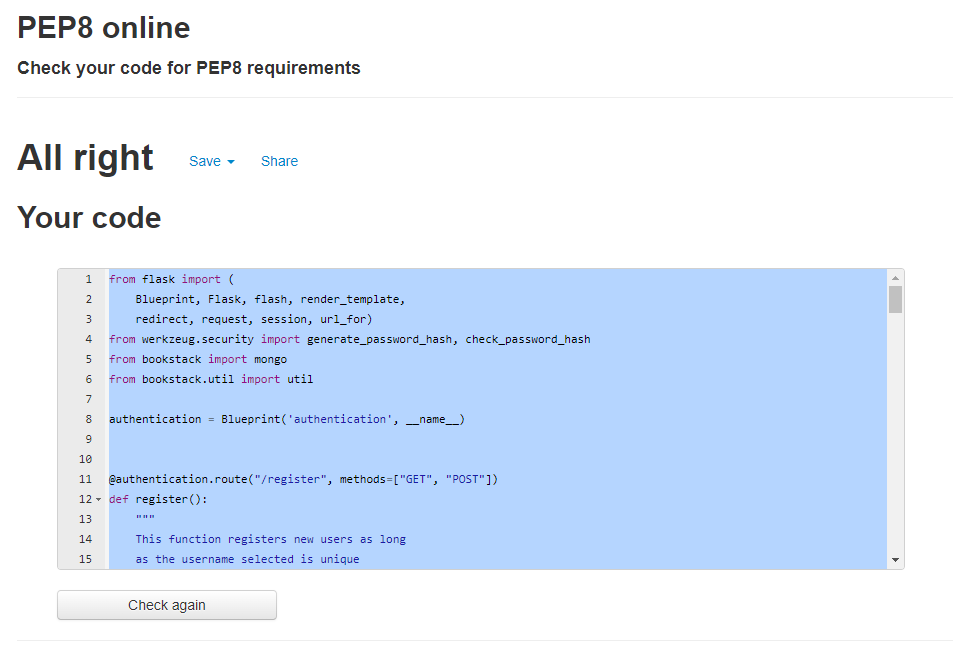 PEP8 online
Check your code for PEP8 requirements
All right Save Share
Your code
1 from flask import (
2 Blueprint, Flask, flash, render_template,
3 redirect, request, session, url_for)
4 from werkzeug.security import generate_password_hash, check_password_hash
5 from bookstack import mongo
6 from bookstack.util import util
7
8 authentication = Blueprint('authentication', __name__)
9
10
11 @authentication.route("/register", methods=["GET", "POST"])
12 def register():
13 """
14 This function registers new users as long
15 as the username selected is unique
Check again